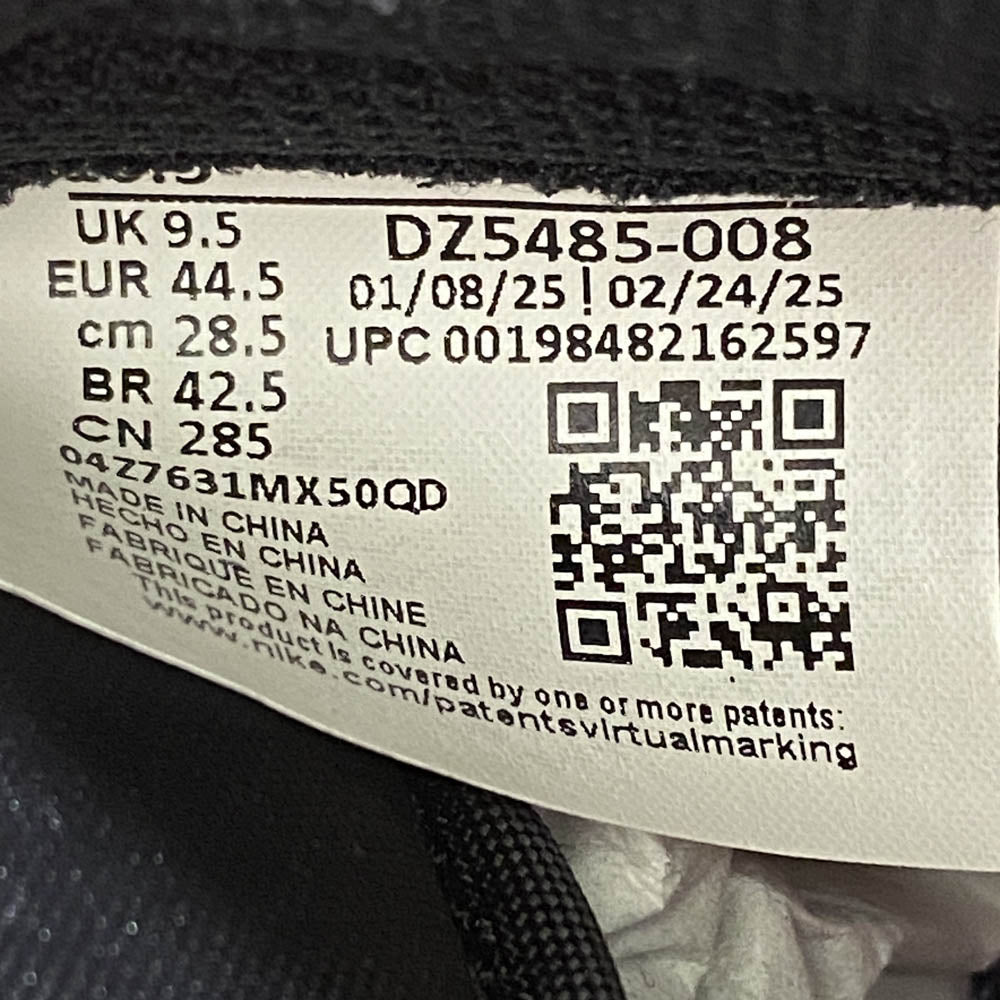 UK 9.5
EUR 44.5
cm 28.5
BR 42.5
CN 285
DZ5485-008
01/08/25 | 02/24/25
UPC 00198482162597
04Z7631MX50QD
MADE IN CHINA
HECHO EN CHINA
FABRIQUE EN CHINE
FABRICADO NA CHINA
This product is covered by one or more patents:
www.nike.com/patentsvirtualmarking